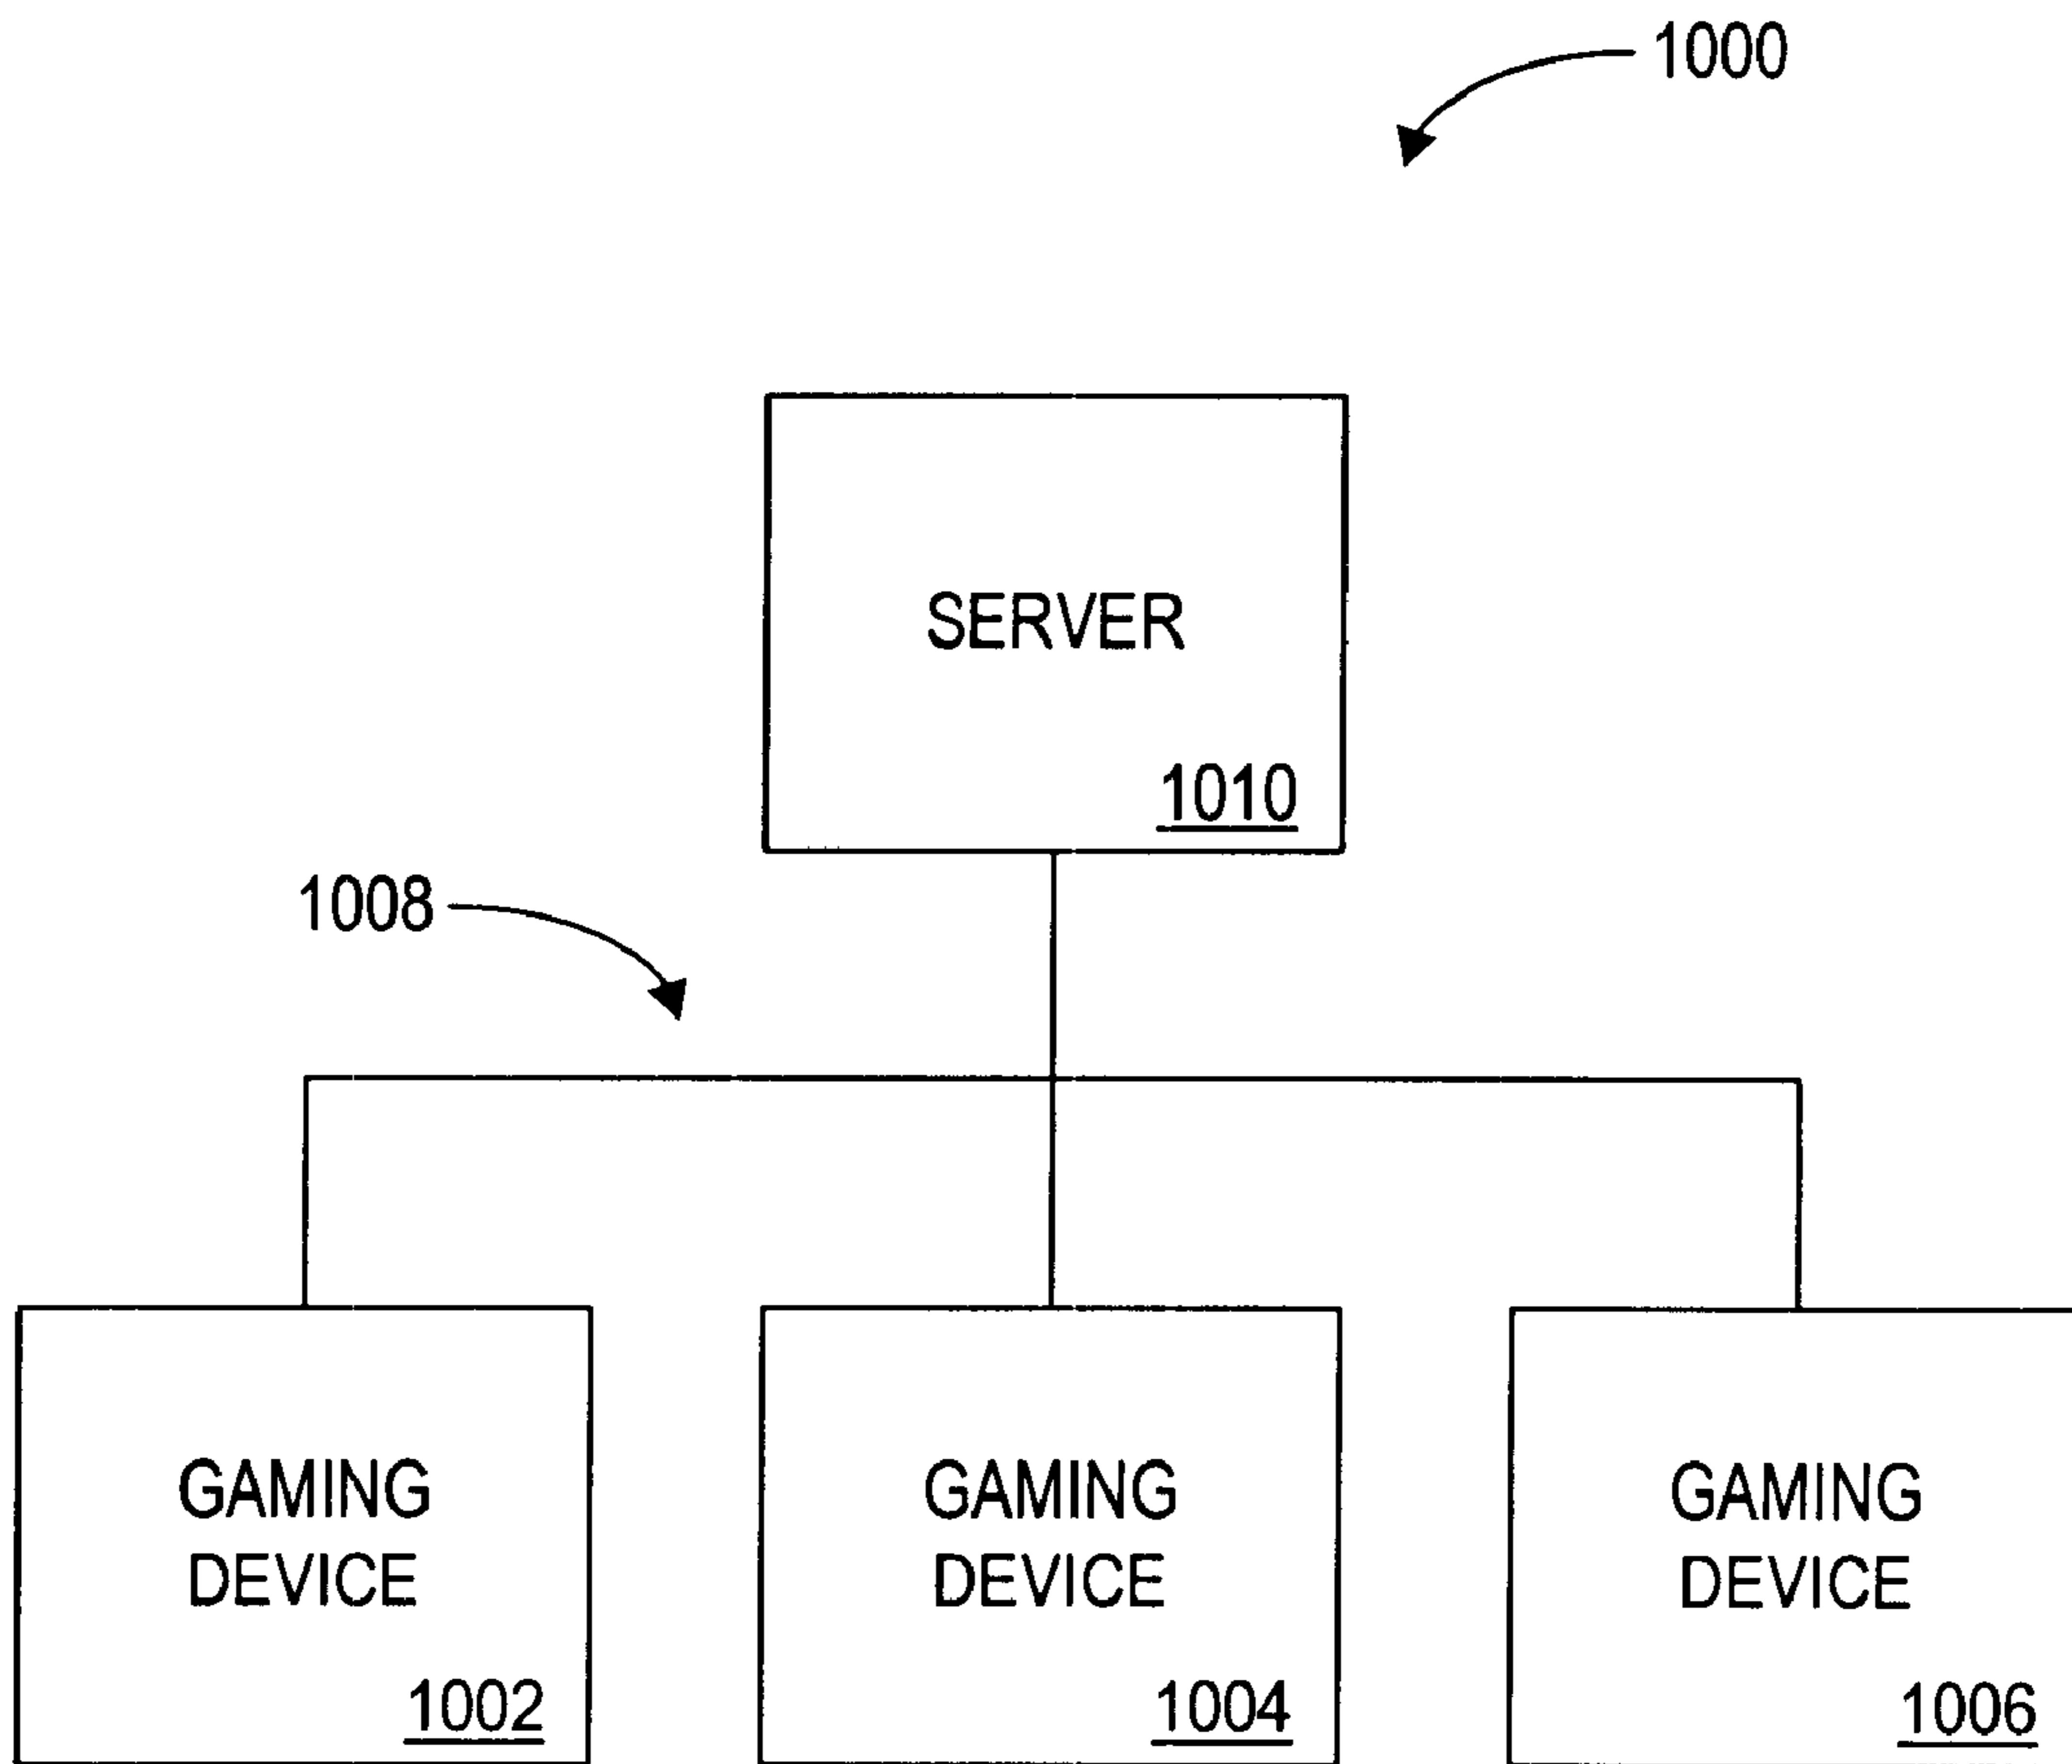 1000
SERVER
1010
1008
GAMING
DEVICE
1002
GAMING
DEVICE
1004
GAMING
DEVICE
1006